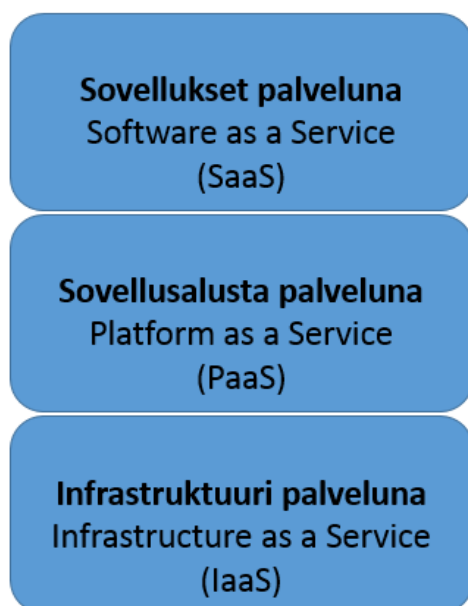 Sovellukset palveluna
Software as a Service
(SaaS)
Sovellusalusta palveluna
Platform as a Service
(PaaS)
Infrastruktuuri palveluna
Infrastructure as a Service
(IaaS)